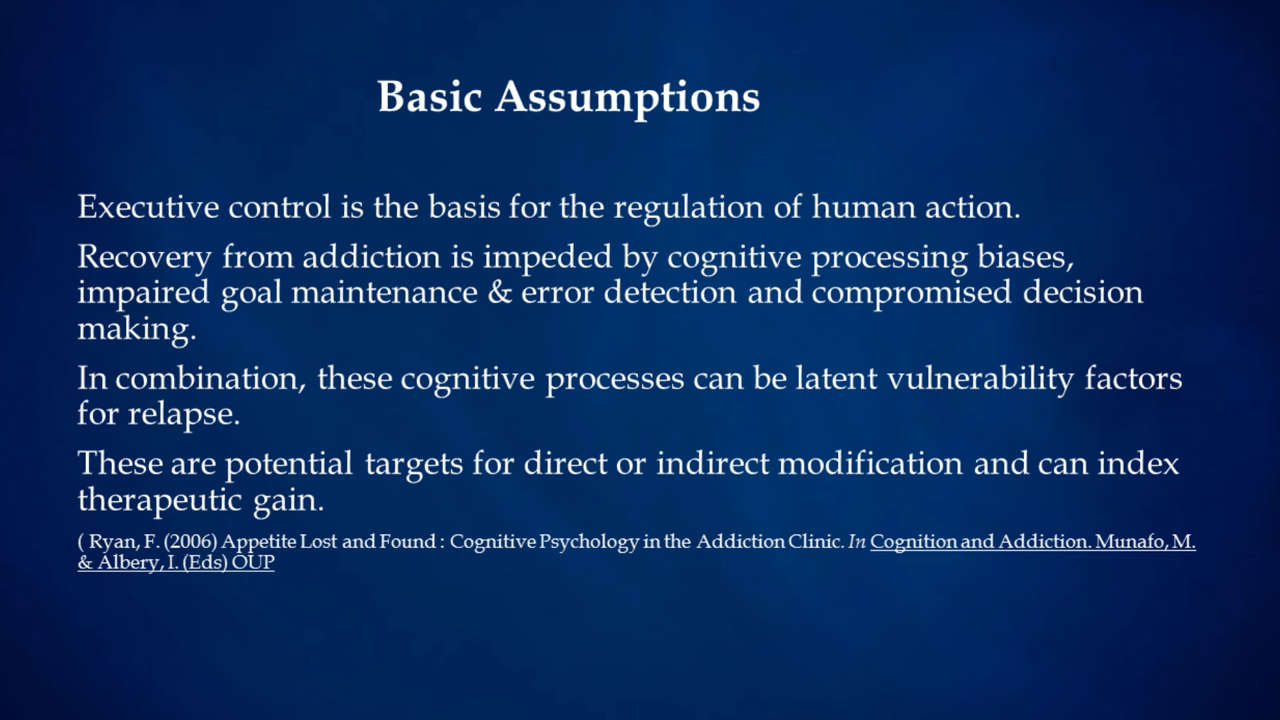 Basic Assumptions
Executive control is the basis for the regulation of human action.
Recovery from addiction is impeded by cognitive processing biases,
impaired goal maintenance & error detection and compromised decision
making.
In combination, these cognitive processes can be latent vulnerability factors
for relapse.
These are potential targets for direct or indirect modification and can index
therapeutic gain.
( Ryan, F. (2006) Appetite Lost and Found : Cognitive Psychology in the Addiction Clinic. In Cognition and Addiction. Munafo, M.
& Albery, I. (Eds) OUP